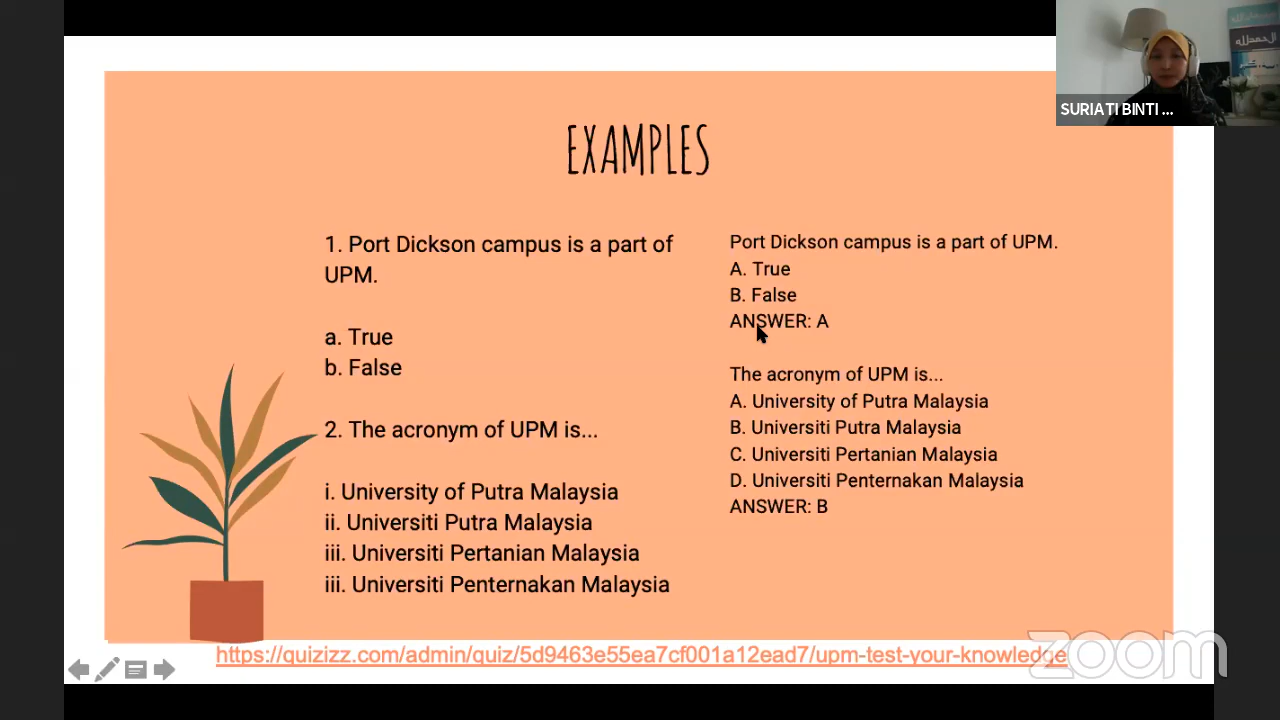 EXAMPLES
1. Port Dickson campus is a part of
UPM.
a. True
b. False
2. The acronym of UPM is...
i. University of Putra Malaysia
ii. Universiti Putra Malaysia
iii. Universiti Pertanian Malaysia
iii. Universiti Penternakan Malaysia
Port Dickson campus is a part of UPM.
A. True
B. False
ANSWER: A
The acronym of UPM is...
A. University of Putra Malaysia
B. Universiti Putra Malaysia
C. Universiti Pertanian Malaysia
D. Universiti Penternakan Malaysia
ANSWER: B
https://quizizz.com/admin/quiz/5d9463e55ea7cf001a12ead7/upm-test-your-knowledge
الحمدلله
SURIATI BINTI ...
zoom